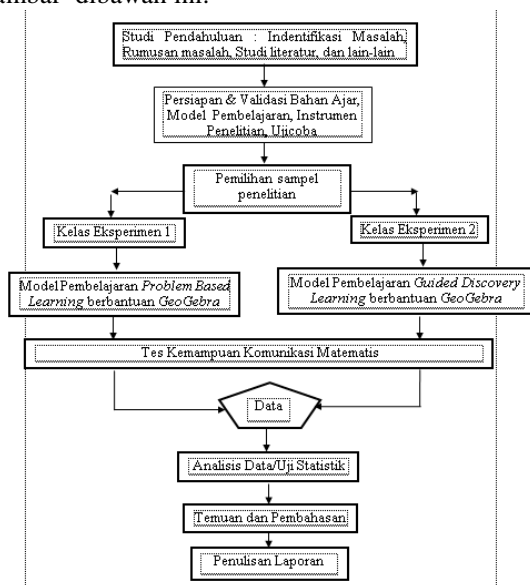 dibawah ini:
Studi Pendahuluan : Indentifikasi Masalah,
Rumusan masalah, Studi literatur, dan lain-lain
Persiapan & Validasi Bahan Ajar,
Model Pembelajaran, Instrumen
Penelitian, Ujicoba
Pemilihan sampel
penelitian
Kelas Eksperimen 1
Kelas Eksperimen 2
Model Pembelajaran Problem Based
Learning berbantuan GeoGebra
Model Pembelajaran Guided Discovery
Learning berbantuan GeoGebra
Tes Kemampuan Komunikasi Matematis
Data
Analisis Data/Uji Statistik
Temuan dan Pembahasan
Penulisan Laporan